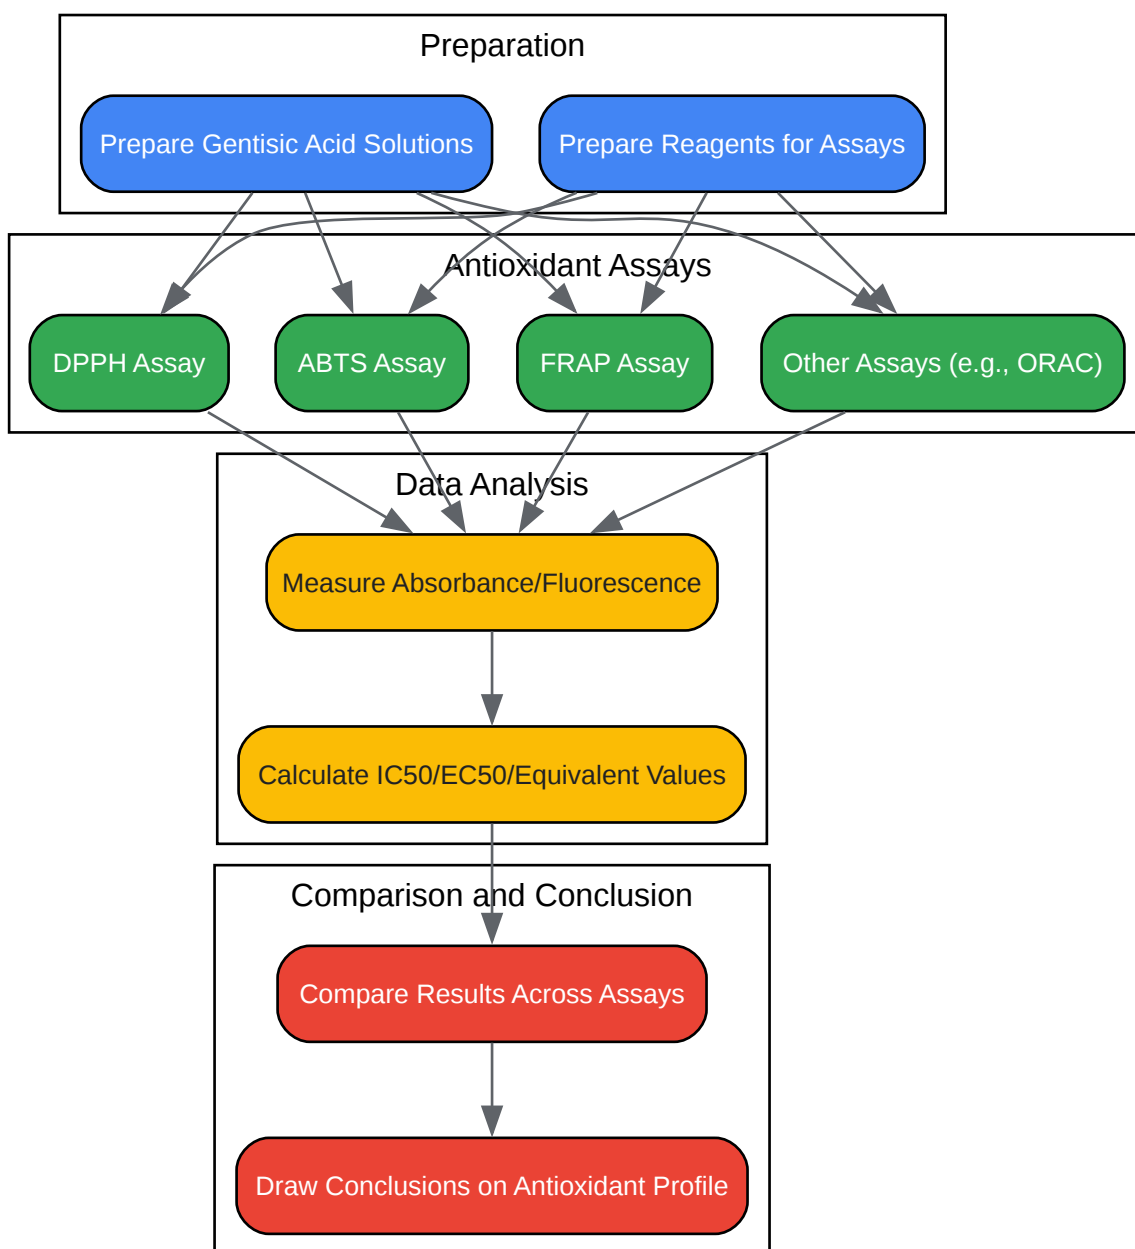 Preparation
Prepare Gentisic Acid Solutions
Prepare Reagents for Assays
Antioxidant Assays
DPPH Assay
ABTS Assay
FRAP Assay
Other Assays (e.g., ORAC)
Data Analysis
Measure Absorbance/Fluorescence
Calculate IC50/EC50/Equivalent Values
Comparison and Conclusion
Compare Results Across Assays
Draw Conclusions on Antioxidant Profile